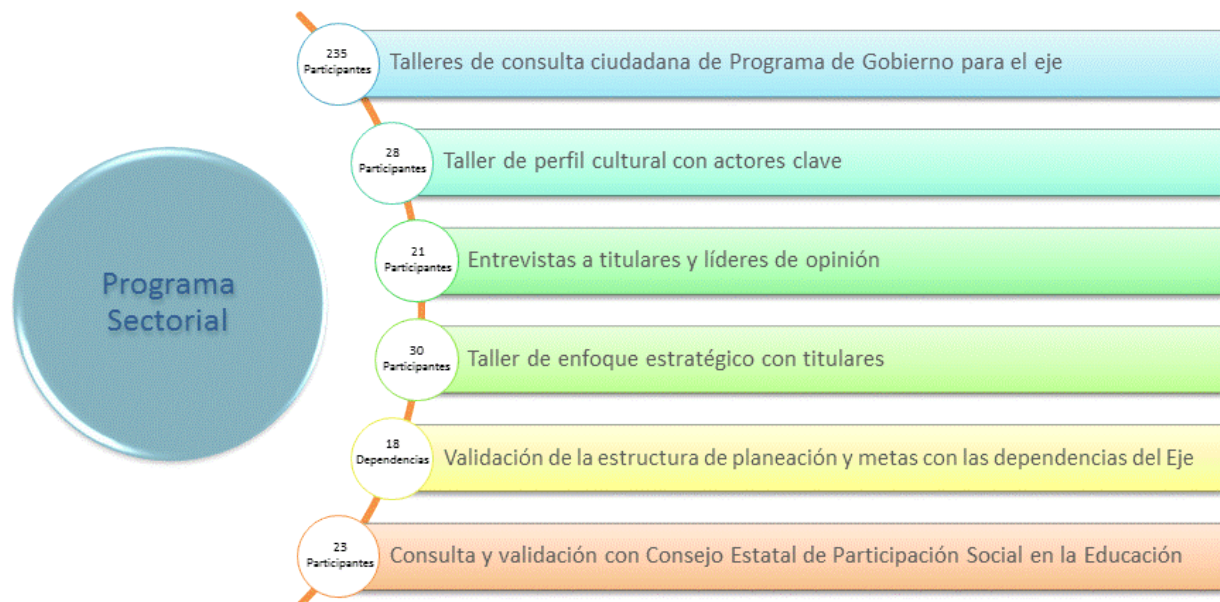 Programa
Sectorial
235
Participantes
Talleres de consulta ciudadana de Programa de Gobierno para el eje
28
Participantes
Taller de perfil cultural con actores clave
21
Participantes
Entrevistas a titulares y líderes de opinión
30
Participantes
Taller de enfoque estratégico con titulares
18
Dependencias
Validación de la estructura de planeación y metas con las dependencias del Eje
23
Participantes
Consulta y validación con Consejo Estatal de Participación Social en la Educación